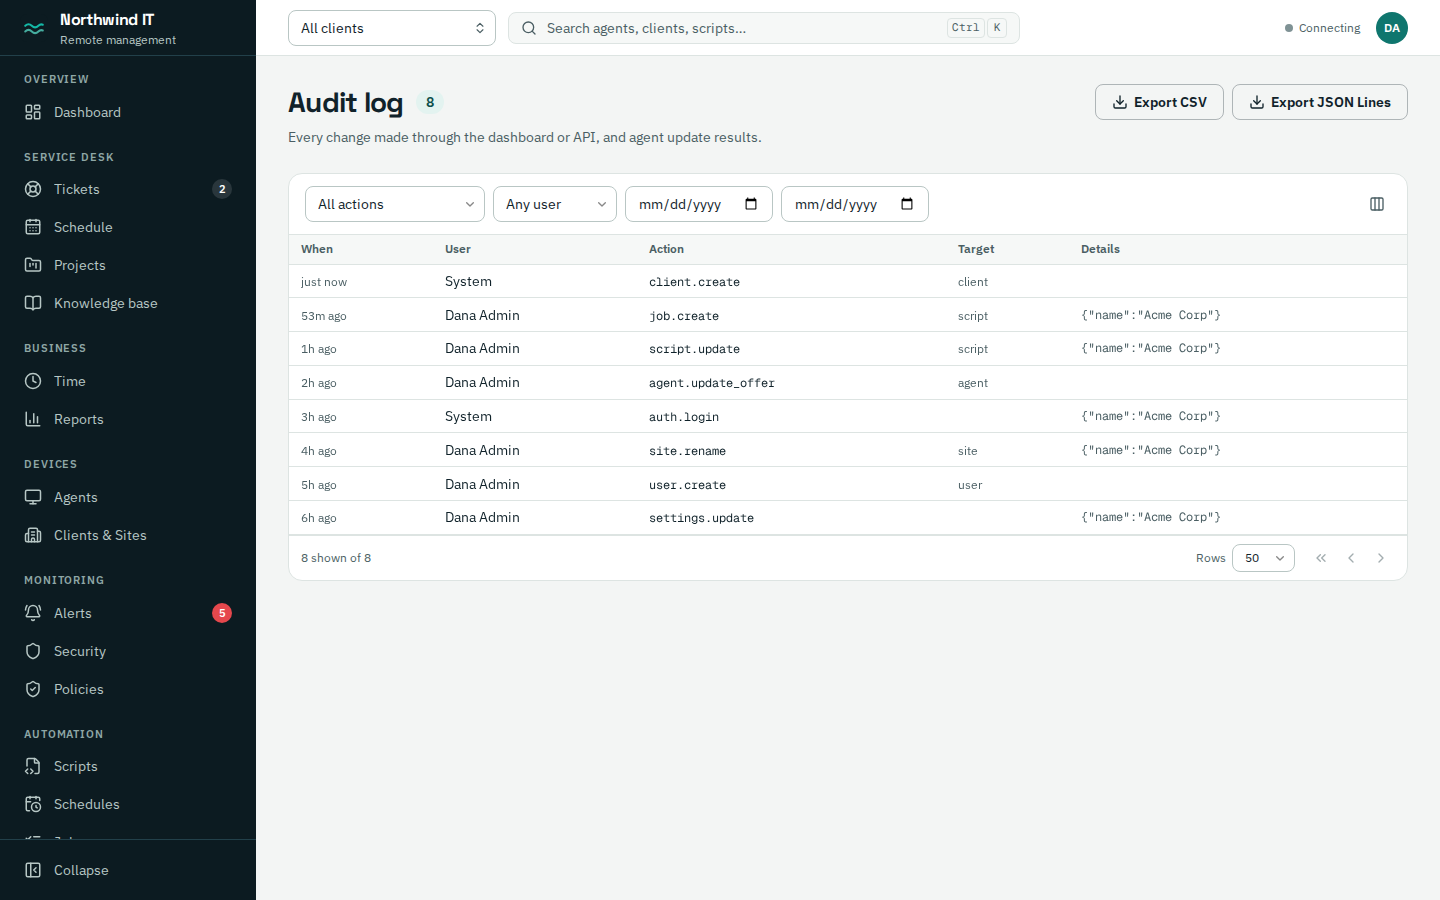 Northwind IT
Remote management
All clients
Search agents, clients, scripts...
Ctrl K
Connecting
DA
OVERVIEW
Dashboard
SERVICE DESK
Tickets 2
Schedule
Projects
Knowledge base
BUSINESS
Time
Reports
DEVICES
Agents
Clients & Sites
MONITORING
Alerts 5
Security
Policies
AUTOMATION
Scripts
Schedules
Collapse
Audit log 8
Every change made through the dashboard or API, and agent update results.
Export CSV
Export JSON Lines
All actions
Any user
mm/dd/yyyy
mm/dd/yyyy
When User Action Target Details
just now System client.create client
53m ago Dana Admin job.create script {"name":"Acme Corp"}
1h ago Dana Admin script.update script {"name":"Acme Corp"}
2h ago Dana Admin agent.update_offer agent
3h ago System auth.login {"name":"Acme Corp"}
4h ago Dana Admin site.rename site {"name":"Acme Corp"}
5h ago Dana Admin user.create user
6h ago Dana Admin settings.update {"name":"Acme Corp"}
8 shown of 8
Rows 50